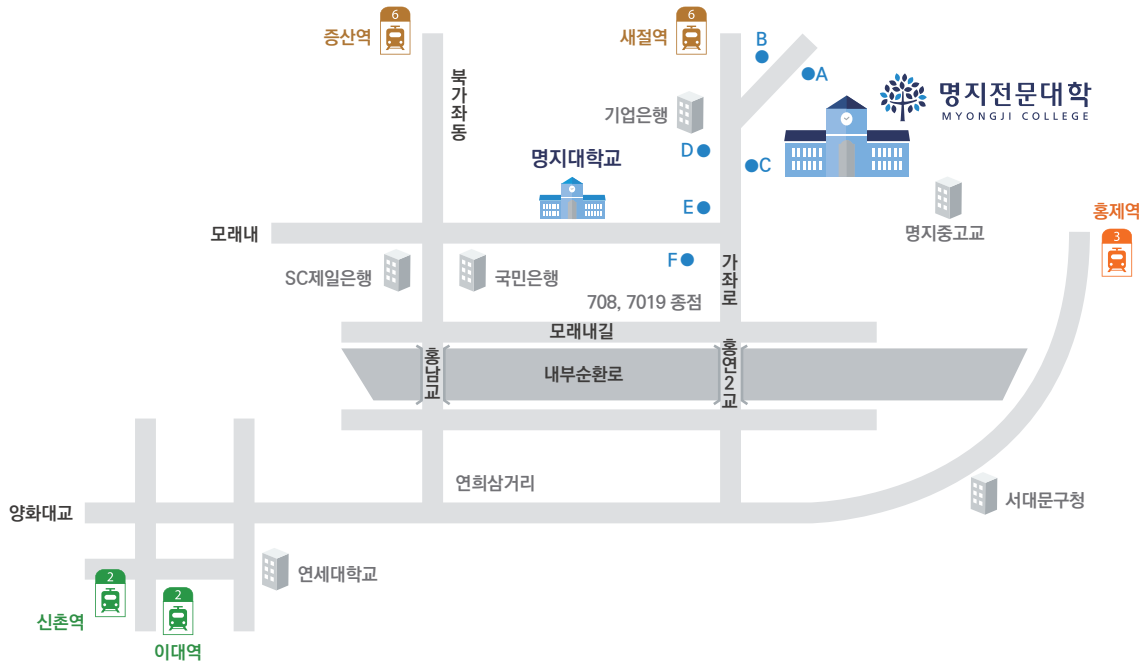 증산역
6
새절역
6
B
A
명지전문대학
MYONGJI COLLEGE
북가좌동
기업은행
D
C
명지대학교
E
명지중고교
홍제역
3
모래내
SC제일은행
국민은행
F
가좌로
708, 7019 종점
모래내길
홍남교
내부순환로
홍연2교
연희삼거리
양화대교
서대문구청
연세대학교
2
신촌역
2
이대역